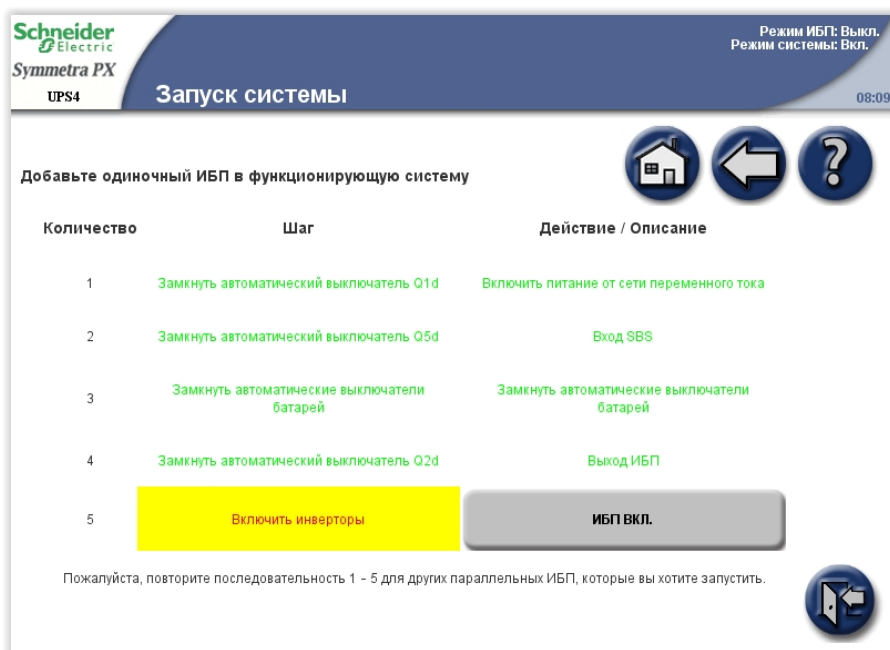 Schneider
Electric
Symmetra PX
UPS4
Запуск системы
Режим ИБП: Выкл.
Режим системы: Вкл.
08:09
Добавьте одиночный ИБП в функционирующую систему
?
Количество Шаг Действие / Описание
1 Замкнуть автоматический выключатель Q1d Включить питание от сети переменного тока
2 Замкнуть автоматический выключатель Q5d Вход SBS
3 Замкнуть автоматические выключатели Замкнуть автоматические выключатели
батарей батарей
4 Замкнуть автоматический выключатель Q2d Выход ИБП
5 Включить инверторы ИБП ВКЛ.
Пожалуйста, повторите последовательность 1 - 5 для других параллельных ИБП, которые вы хотите запустить.